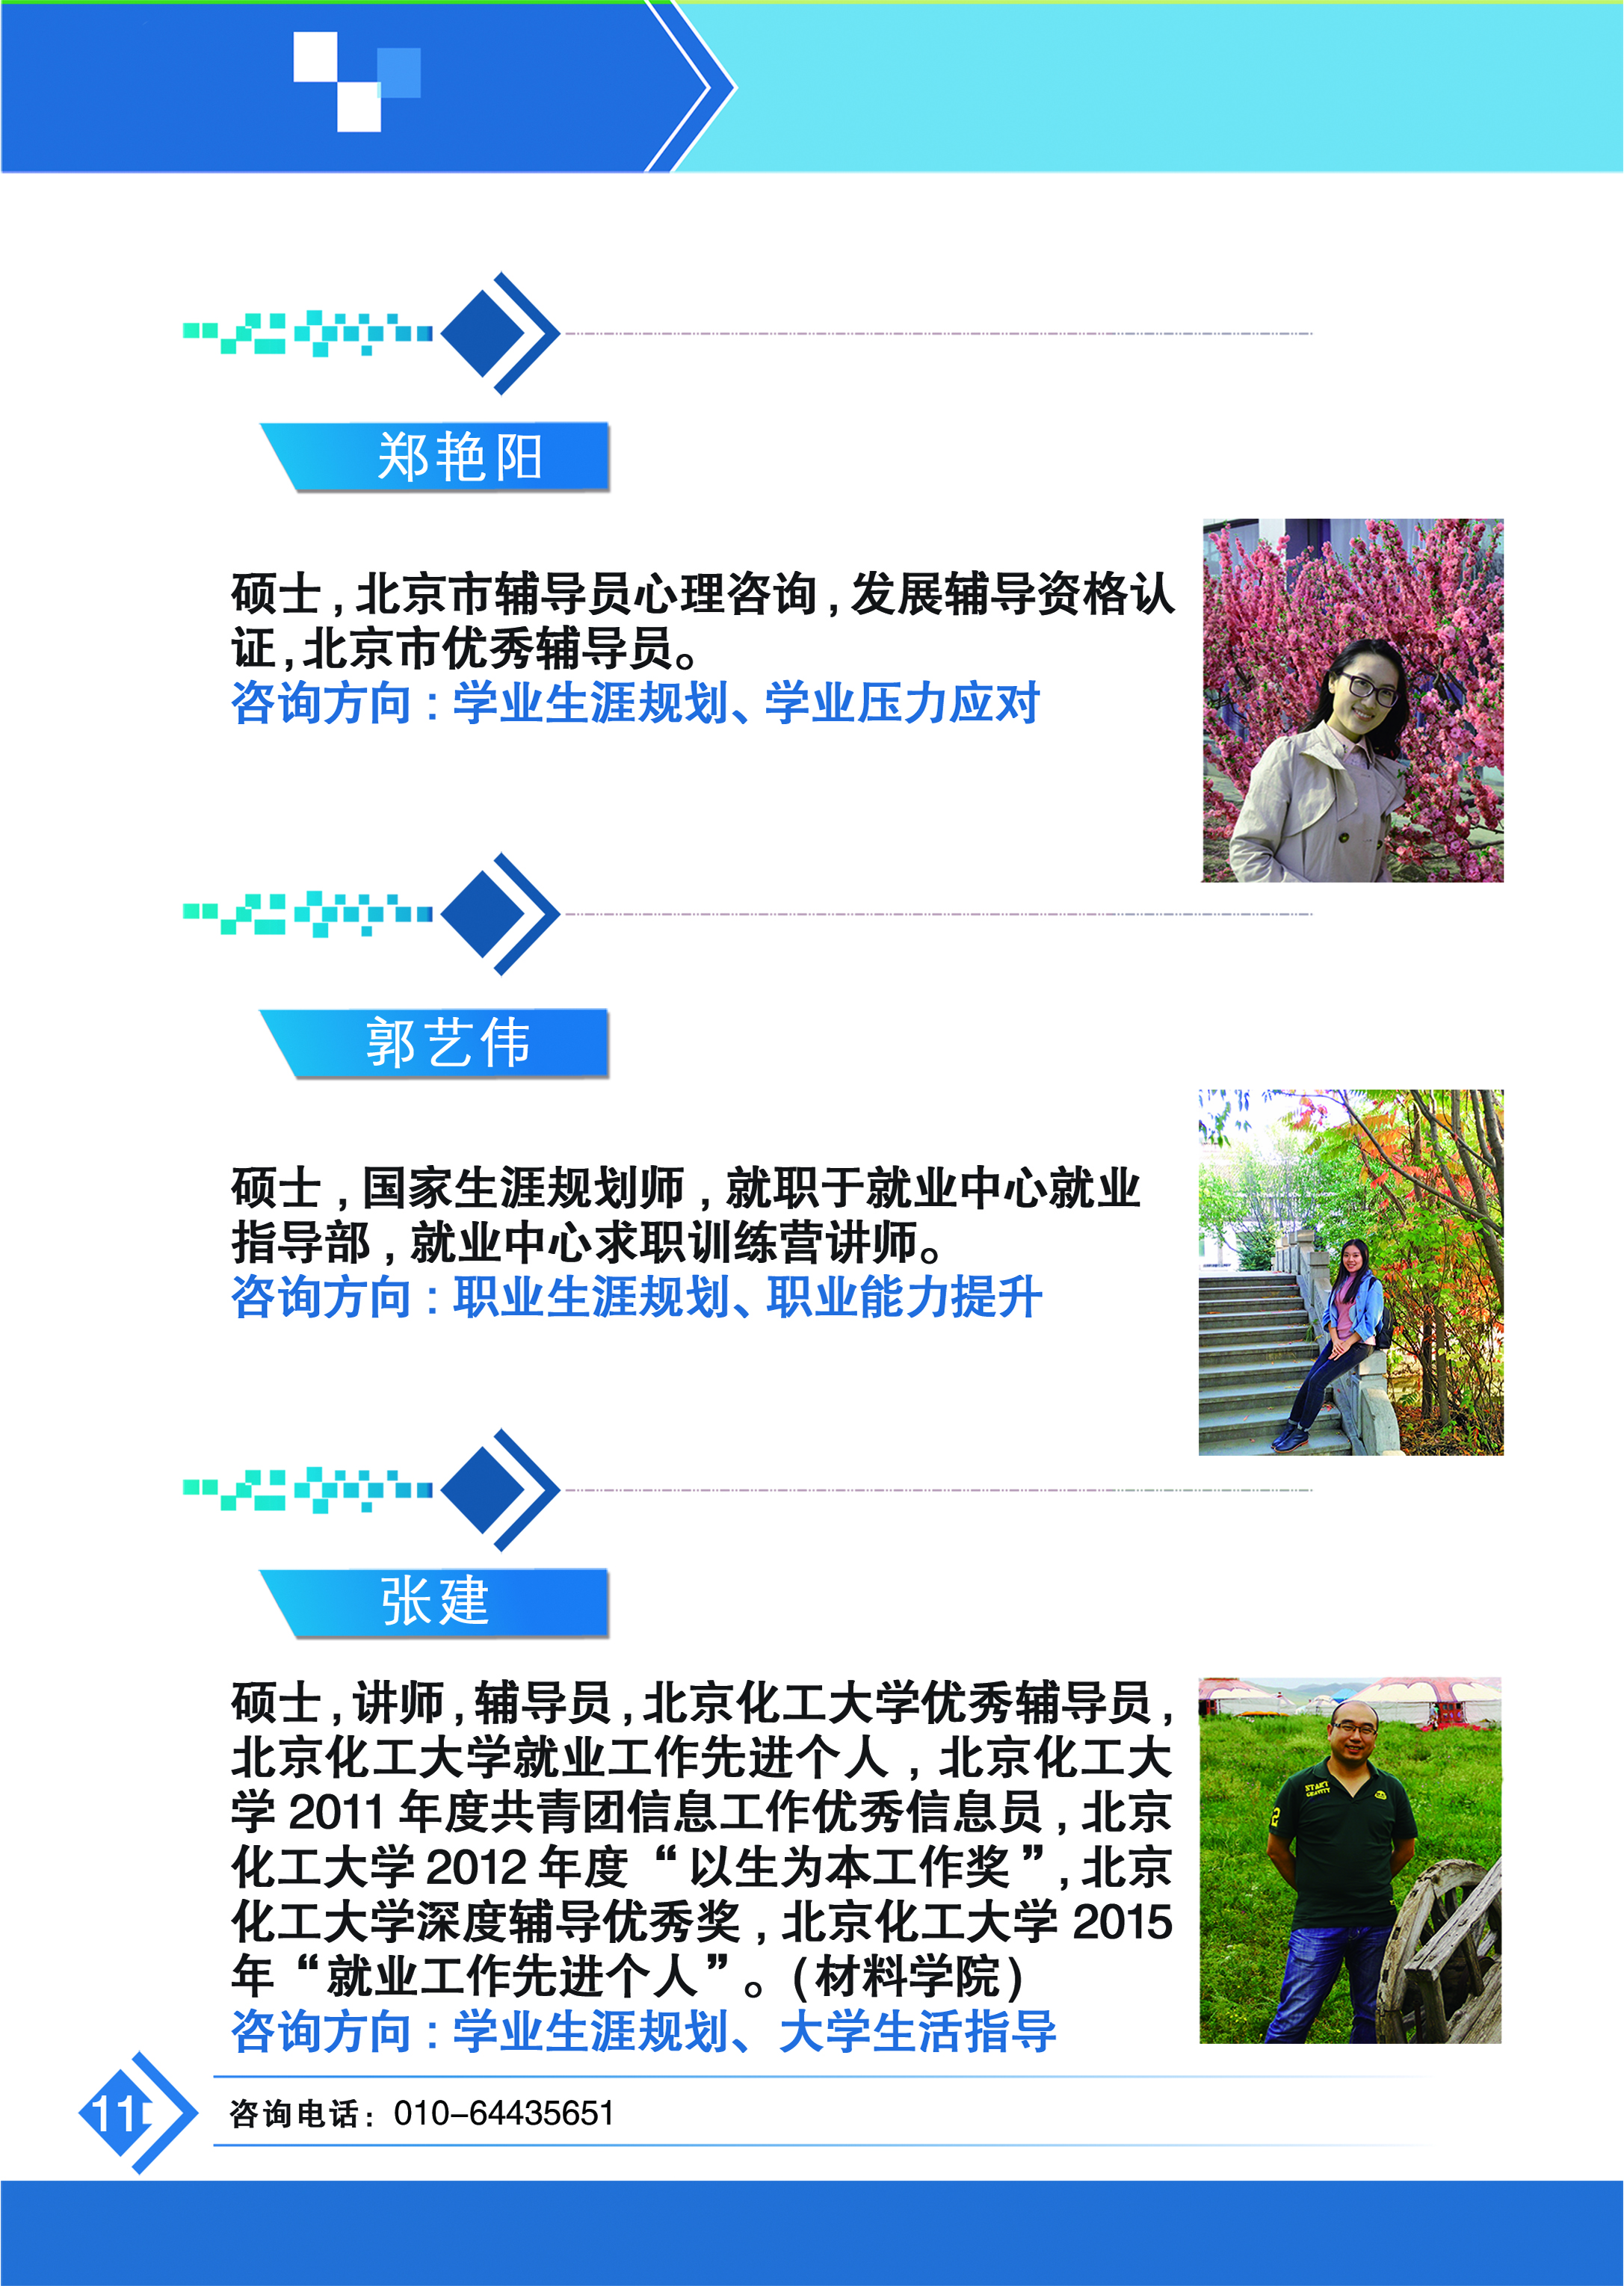 郑艳阳
硕士,北京市辅导员心理咨询,发展辅导资格认
证,北京市优秀辅导员。
咨询方向:学业生涯规划、学业压力应对
郭艺伟
硕士,国家生涯规划师,就职于就业中心就业
指导部,就业中心求职训练营讲师。
咨询方向:职业生涯规划、职业能力提升
张建
硕士,讲师,辅导员,北京化工大学优秀辅导员,
北京化工大学就业工作先进个人,北京化工大
学 2011 年度共青团信息工作优秀信息员,北京
化工大学 2012 年度“以生为本工作奖”,北京
化工大学深度辅导优秀奖,北京化工大学 2015
年“就业工作先进个人”。(材料学院)
咨询方向:学业生涯规划、大学生活指导
START
GRAVITY
2
11
咨询电话:010-64435651